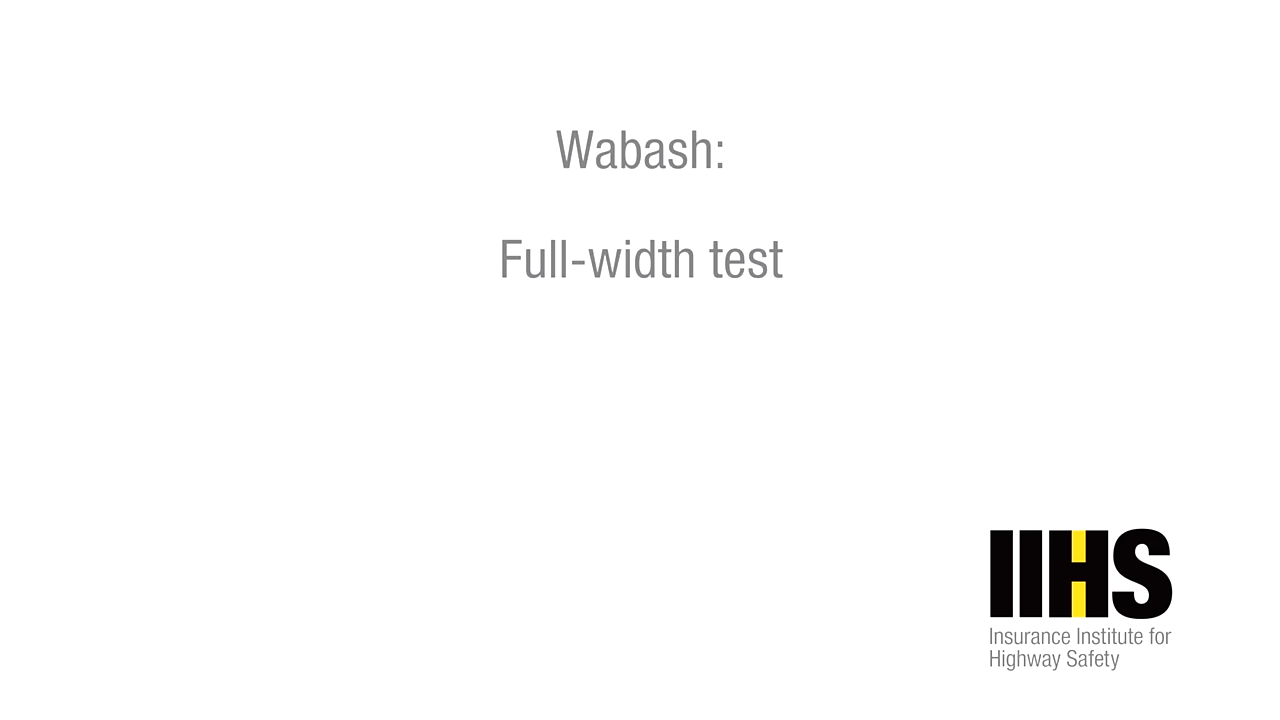 Wabash:
Full-width test
IIHS
Insurance Institute for
Highway Safety